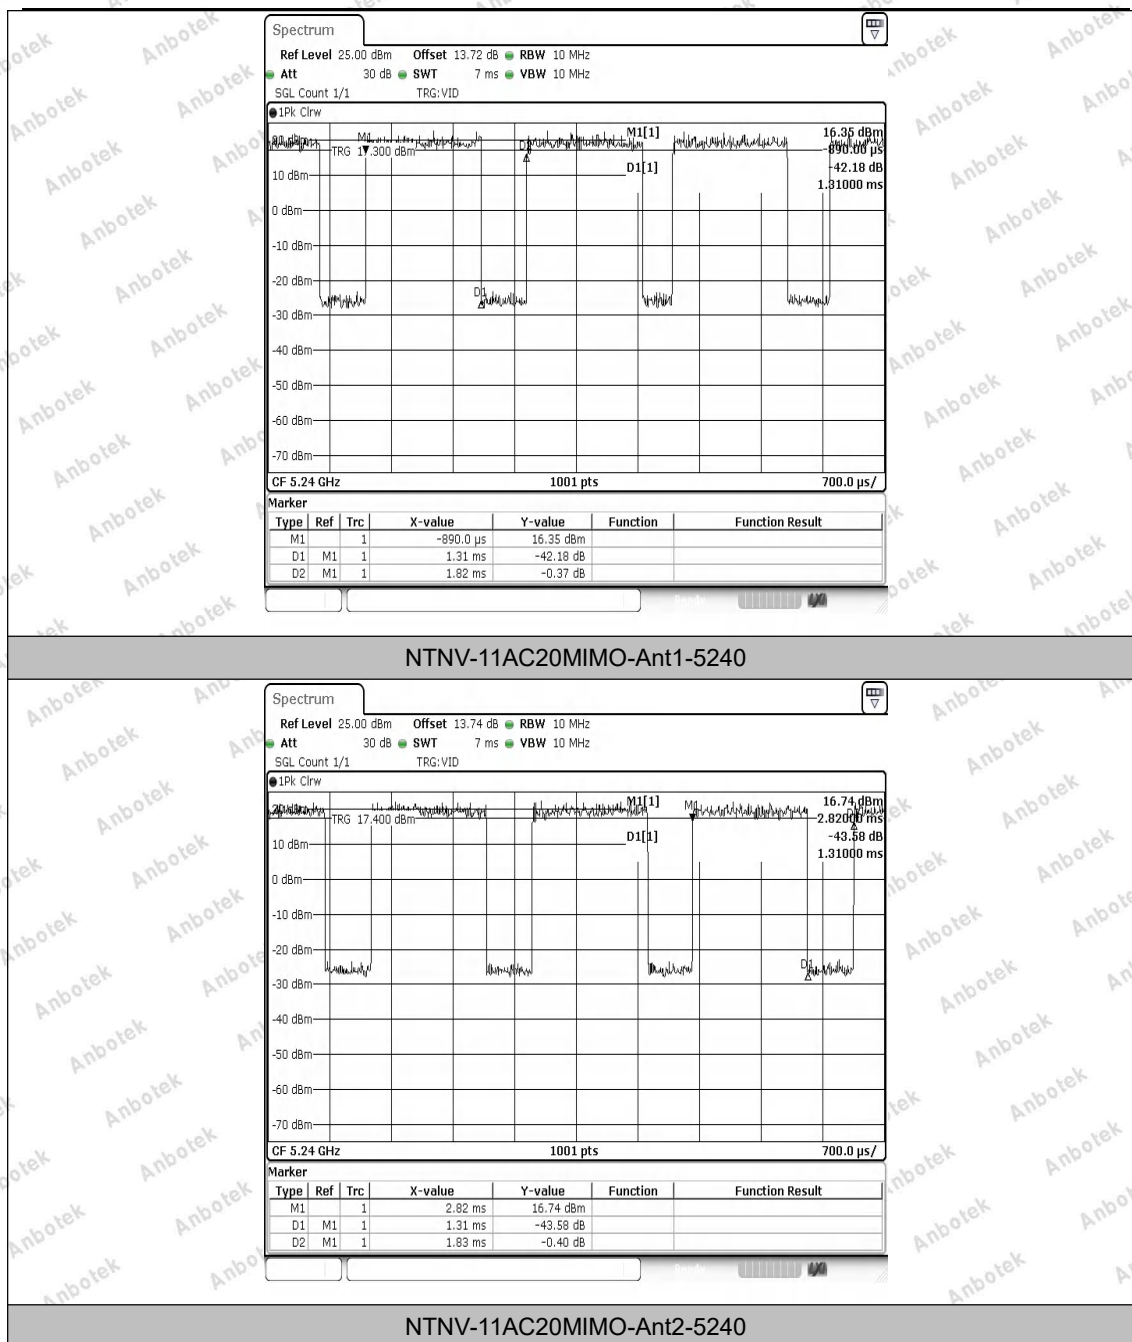 Spectrum
Ref Level 25.00 dBm Offset 13.72 dB RBW 10 MHz
Att 30 dB SWT 7 ms VBW 10 MHz
SGL Count 1/1 TRG:VID
1Pk Clrw
M1[1] 16.35 dBm
-890.00 µs
D1[1] -42.18 dB
1.31000 ms
20 dBm
M1
D2
TRG 17.300 dBm
10 dBm
0 dBm
-10 dBm
-20 dBm
D1
-30 dBm
-40 dBm
-50 dBm
-60 dBm
-70 dBm
CF 5.24 GHz 1001 pts 700.0 µs/
Marker
Type Ref Trc X-value Y-value Function Function Result
M1 1 -890.0 µs 16.35 dBm
D1 M1 1 1.31 ms -42.18 dB
D2 M1 1 1.82 ms -0.37 dB
NTNV-11AC20MIMO-Ant1-5240
Spectrum
Ref Level 25.00 dBm Offset 13.74 dB RBW 10 MHz
Att 30 dB SWT 7 ms VBW 10 MHz
SGL Count 1/1 TRG:VID
1Pk Clrw
M1[1] 16.74 dBm
2.82000 ms
D1[1] -43.58 dB
1.31000 ms
20 dBm
M1
TRG 17.400 dBm
10 dBm
0 dBm
-10 dBm
-20 dBm
D1
-30 dBm
-40 dBm
-50 dBm
-60 dBm
-70 dBm
CF 5.24 GHz 1001 pts 700.0 µs/
Marker
Type Ref Trc X-value Y-value Function Function Result
M1 1 2.82 ms 16.74 dBm
D1 M1 1 1.31 ms -43.58 dB
D2 M1 1 1.83 ms -0.40 dB
NTNV-11AC20MIMO-Ant2-5240
Anbotek